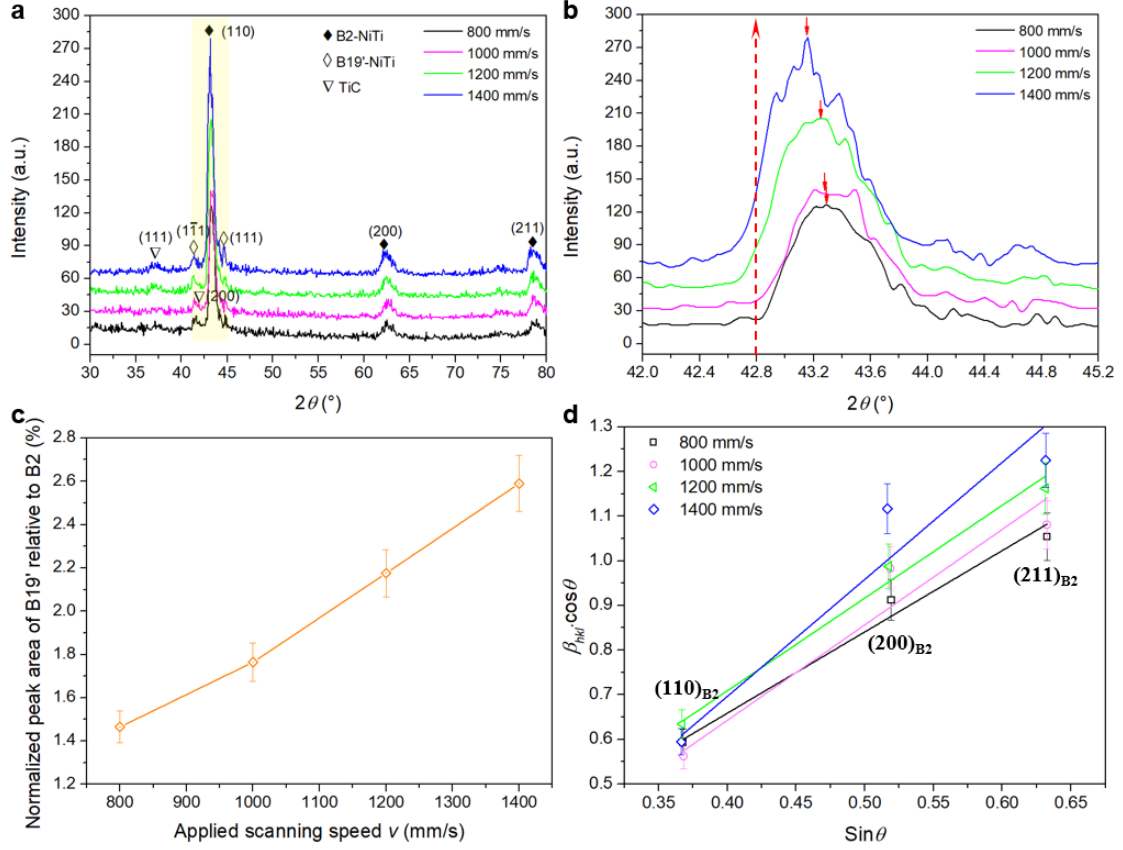 a
Intensity (a.u.)
300
270
240
210
180
150
120
90
60
30
0
30 35 40 45 50 55 60 65 70 75 80
2θ (°)
(110)
B2-NiTi
B19'-NiTi
TiC
800 mm/s
1000 mm/s
1200 mm/s
1400 mm/s
(111)
(11̄1)
(111)
(200)
(200)
(211)
b
Intensity (a.u.)
300
270
240
210
180
150
120
90
60
30
0
42.0 42.4 42.8 43.2 43.6 44.0 44.4 44.8 45.2
2θ (°)
800 mm/s
1000 mm/s
1200 mm/s
1400 mm/s
c
Normalized peak area of B19' relative to B2 (%)
2.8
2.6
2.4
2.2
2.0
1.8
1.6
1.4
1.2
800 900 1000 1100 1200 1300 1400
Applied scanning speed v (mm/s)
d
βhkl·cosθ
1.3
1.2
1.1
1.0
0.9
0.8
0.7
0.6
0.5
0.35 0.40 0.45 0.50 0.55 0.60 0.65
Sinθ
800 mm/s
1000 mm/s
1200 mm/s
1400 mm/s
(110)B2
(200)B2
(211)B2